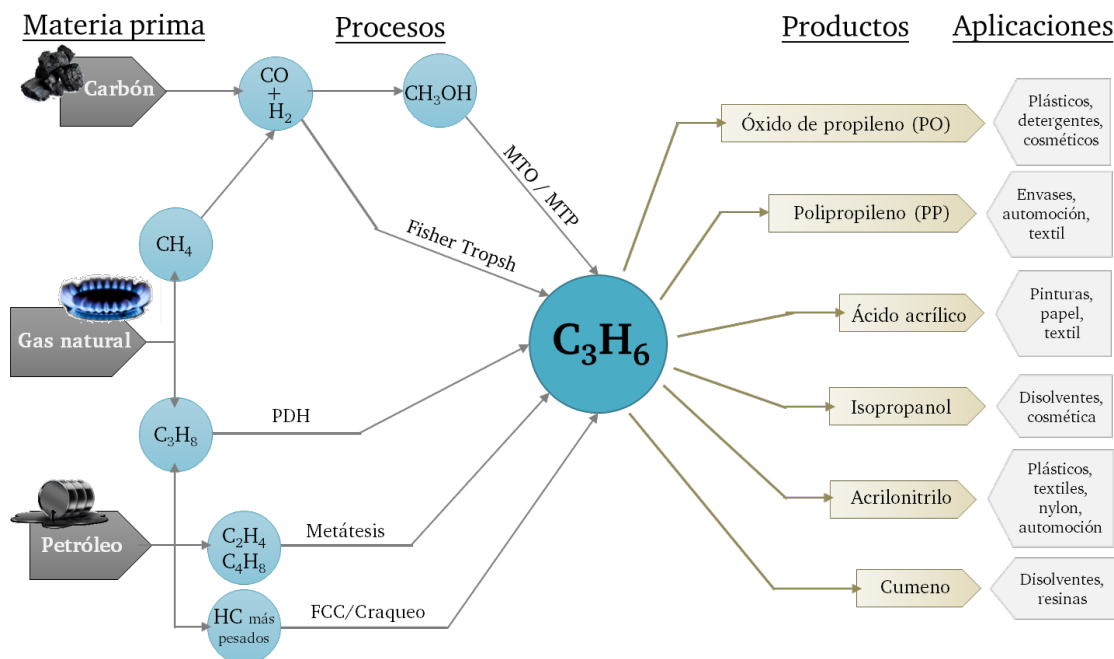 Materia prima
Procesos
Productos
Aplicaciones
Carbón
CO
+
H₂
CH₃OH
MTO / MTP
Fisher Tropsh
CH₄
Gas natural
C₃H₈
PDH
Petróleo
C₂H₄
C₄H₈
Metátesis
HC más
pesados
FCC/Craqueo
C₃H₆
Óxido de propileno (PO)
Plásticos,
detergentes,
cosméticos
Polipropileno (PP)
Envases,
automoción,
textil
Ácido acrílico
Pinturas,
papel,
textil
Isopropanol
Disolventes,
cosmética
Acrilonitrilo
Plásticos,
textiles,
nylon,
automoción
Cumeno
Disolventes,
resinas